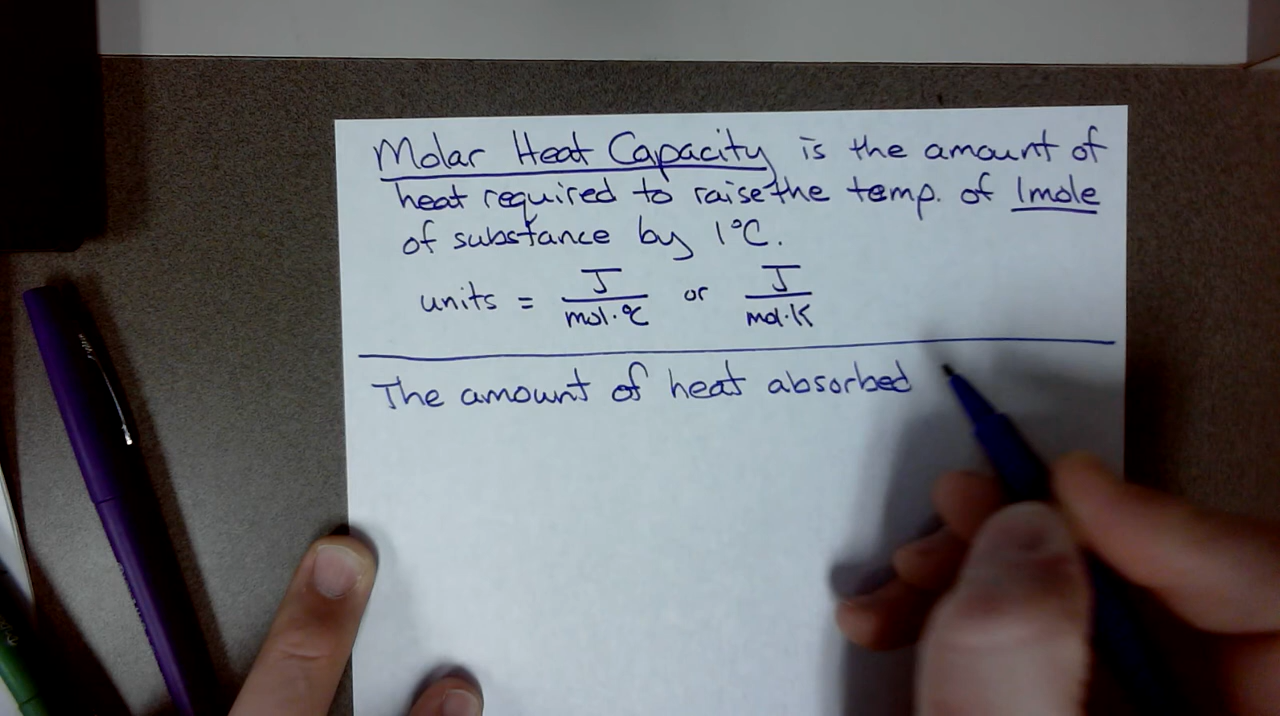 Molar Heat Capacity is the amount of
heat required to raise the temp. of 1mole
of substance by 1°C.
units = J/mol·°C or J/mol·K
The amount of heat absorbed